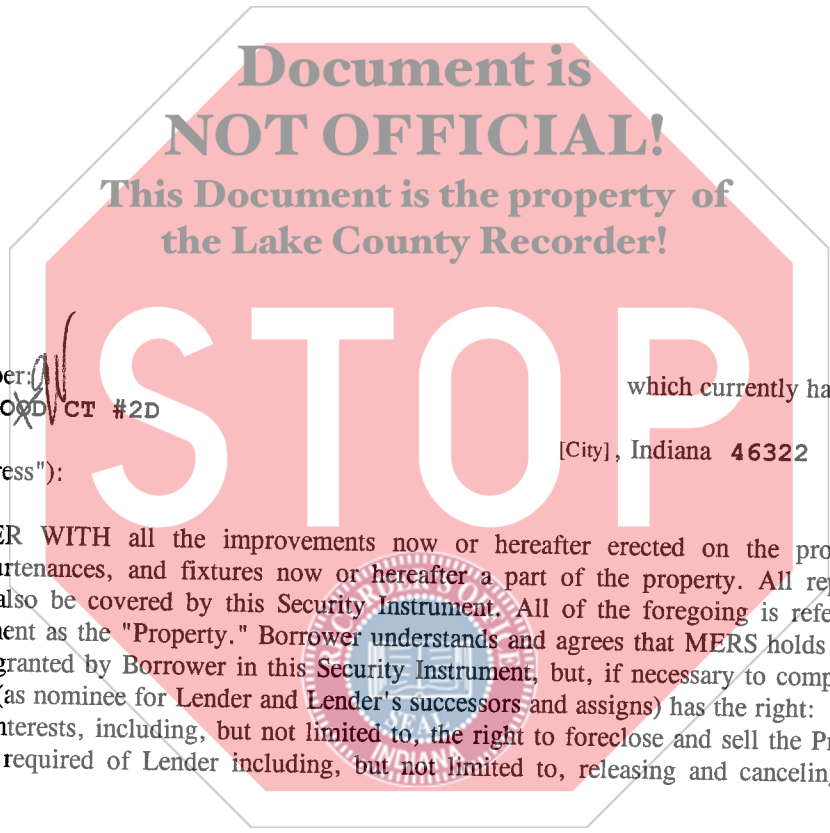 Document is
NOT OFFICIAL!
This Document is the property of
the Lake County Recorder!
STOP
er:
which currently ha
OOD CT #2D
[City], Indiana 46322
ess"):
ER WITH all the improvements now or hereafter erected on the pro
rtenances, and fixtures now or hereafter a part of the property. All rep
also be covered by this Security Instrument. All of the foregoing is refe
ent as the "Property." Borrower understands and agrees that MERS holds
granted by Borrower in this Security Instrument, but, if necessary to comp
(as nominee for Lender and Lender's successors and assigns) has the right:
nterests, including, but not limited to, the right to foreclose and sell the Pr
required of Lender including, but not limited to, releasing and canceling
SEAL
INDIANA